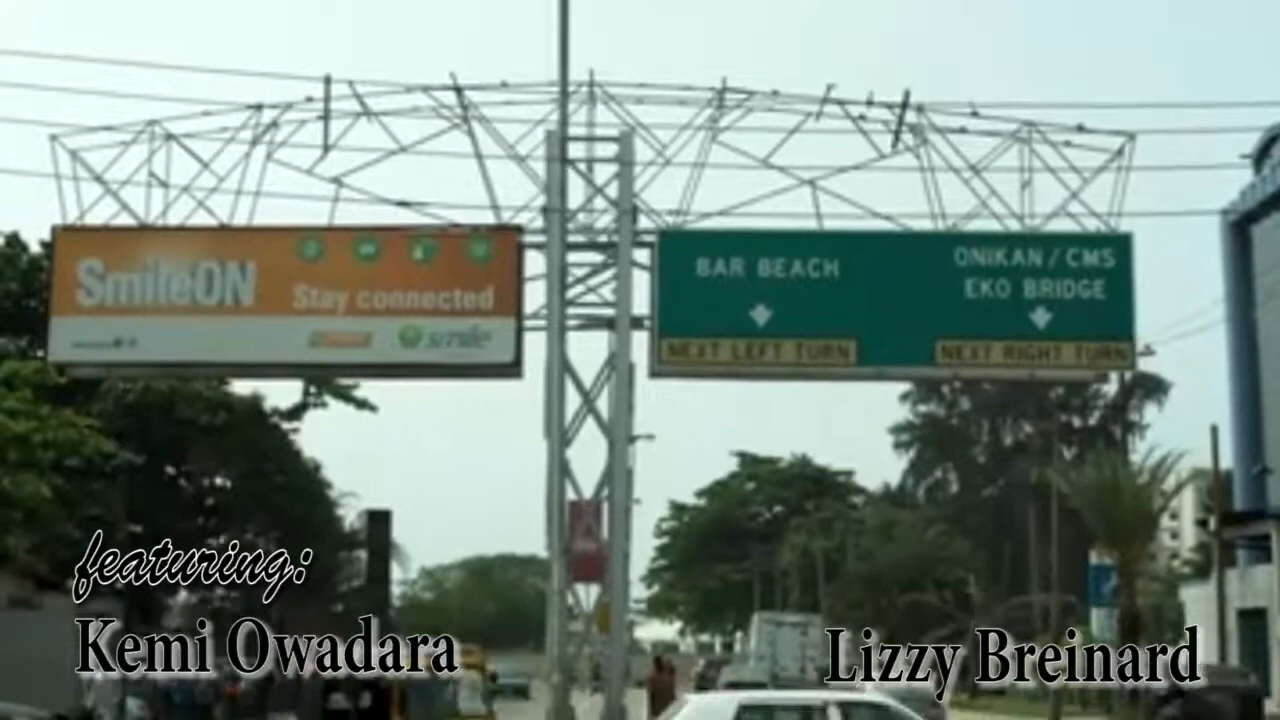 SmileON
Stay connected
smile
BAR BEACH
NEXT LEFT TURN
ONIKAN / CMS
EKO BRIDGE
NEXT RIGHT TURN
featuring:
Kemi Owadara
Lizzy Breinard